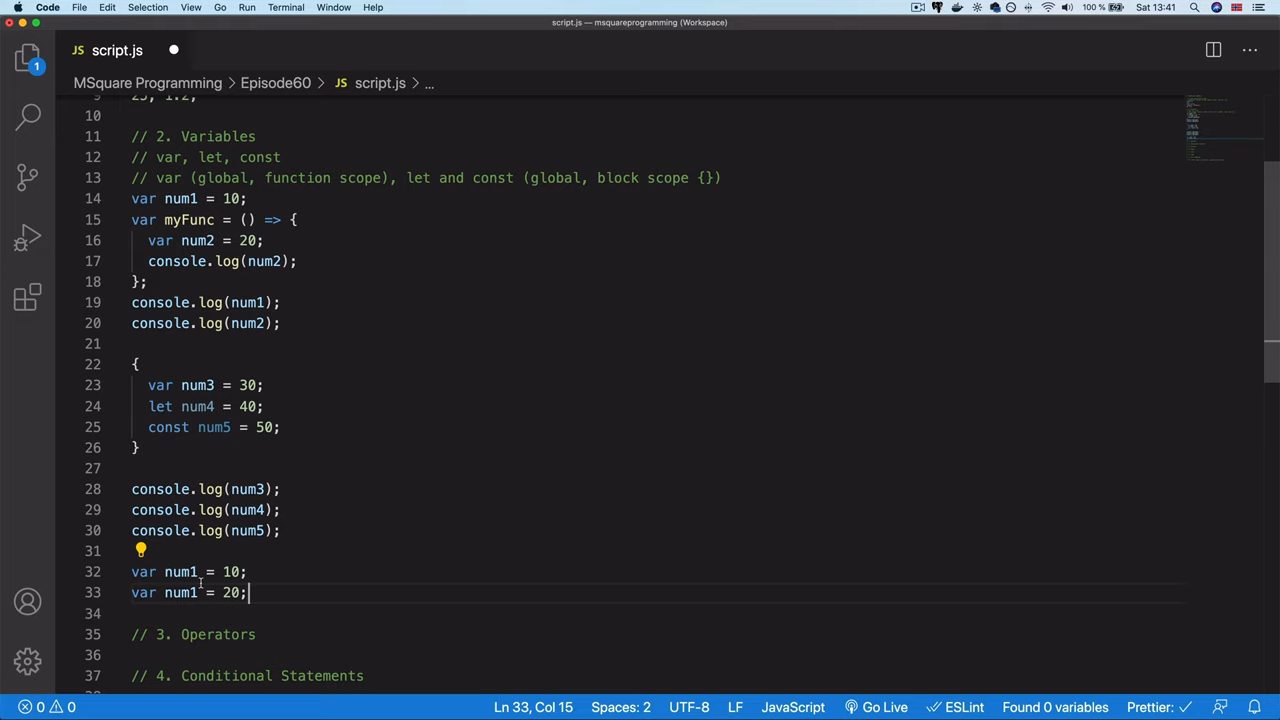 Code File Edit Selection View Go Run Terminal Window Help 100 % Sat 13:41
script.js — msquareprogramming (Workspace)
JS script.js
1
MSquare Programming > Episode60 > JS script.js > ...
9 25, 1.2,
10
11 // 2. Variables
12 // var, let, const
13 // var (global, function scope), let and const (global, block scope {})
14 var num1 = 10;
15 var myFunc = () => {
16 var num2 = 20;
17 console.log(num2);
18 };
19 console.log(num1);
20 console.log(num2);
21
22 {
23 var num3 = 30;
24 let num4 = 40;
25 const num5 = 50;
26 }
27
28 console.log(num3);
29 console.log(num4);
30 console.log(num5);
31
32 var num1 = 10;
33 var num1 = 20;
34
35 // 3. Operators
36
37 // 4. Conditional Statements
0 0 Ln 33, Col 15 Spaces: 2 UTF-8 LF JavaScript Go Live ESLint Found 0 variables Prettier: